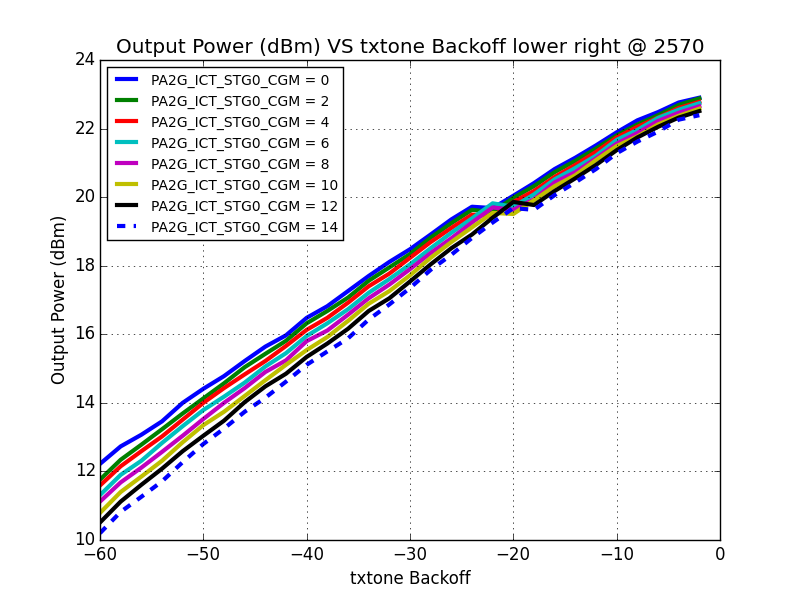 Output Power (dBm) VS txtone Backoff lower right @ 2570
24
22
20
18
16
14
12
10
Output Power (dBm)
PA2G_ICT_STG0_CGM = 0
PA2G_ICT_STG0_CGM = 2
PA2G_ICT_STG0_CGM = 4
PA2G_ICT_STG0_CGM = 6
PA2G_ICT_STG0_CGM = 8
PA2G_ICT_STG0_CGM = 10
PA2G_ICT_STG0_CGM = 12
PA2G_ICT_STG0_CGM = 14
−60 −50 −40 −30 −20 −10 0
txtone Backoff